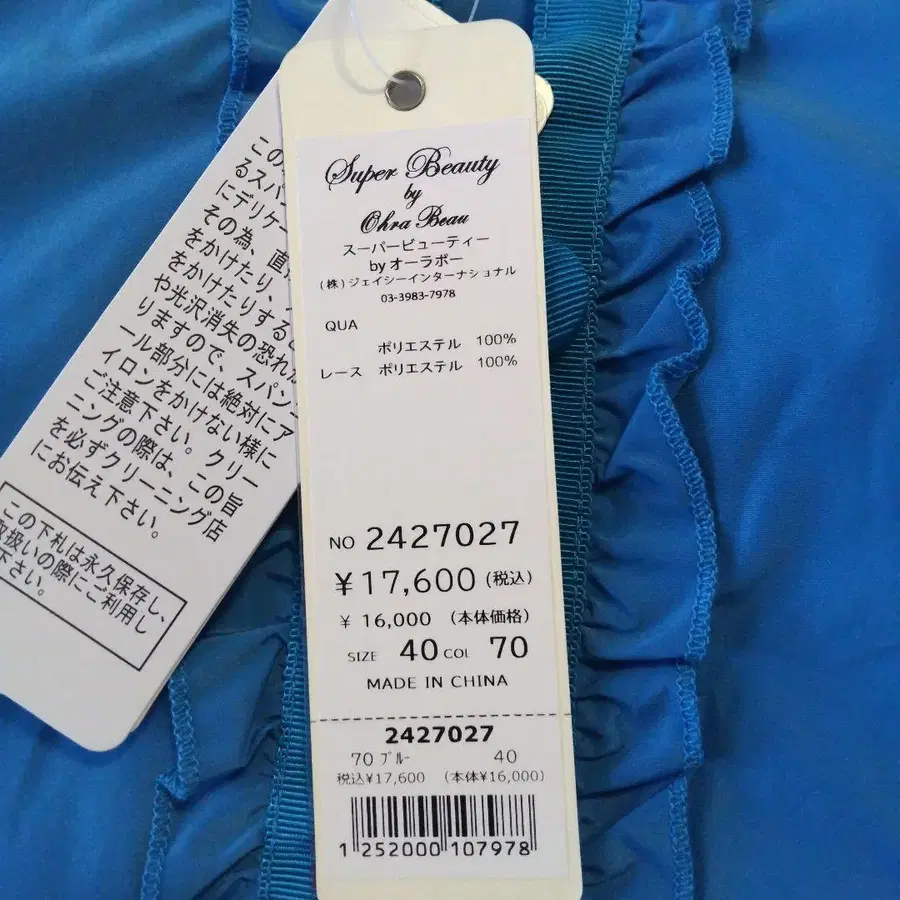 Super Beauty
by
Ohra Beau
スーパービューティー
by オーラボー
(株)ジェイシーインターナショナル
03-3983-7978
QUA
ポリエステル 100%
レース ポリエステル 100%
NO 2427027
¥17,600 (税込)
¥ 16,000 (本体価格)
SIZE 40 COL 70
MADE IN CHINA
2427027
70 ブルー 40
税込¥17,600 (本体¥16,000)
1 252000 107978
この
るスパン
にデリケー
その為、直
をかけたり、
をかけたりすると
や光沢消失の恐れが
りますので、スパン
ール部分には絶対にア
イロンをかけない様に
ご注意下さい。クリー
ニングの際は、この旨
を必ずクリーニング店
にお伝え下さい。
この下札は永久保存し、
取扱いの際にご利用し
下さい。